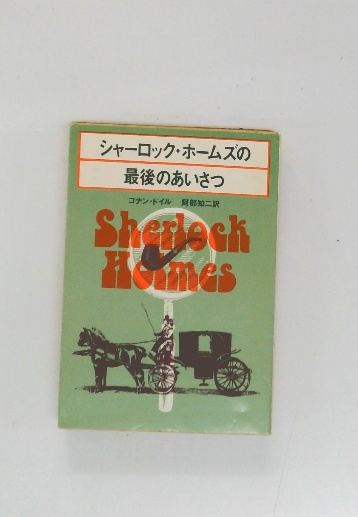 シャーロック・ホームズの
最後のあいさつ
コナン・ドイル 阿部知二訳
Sherlock
Holmes